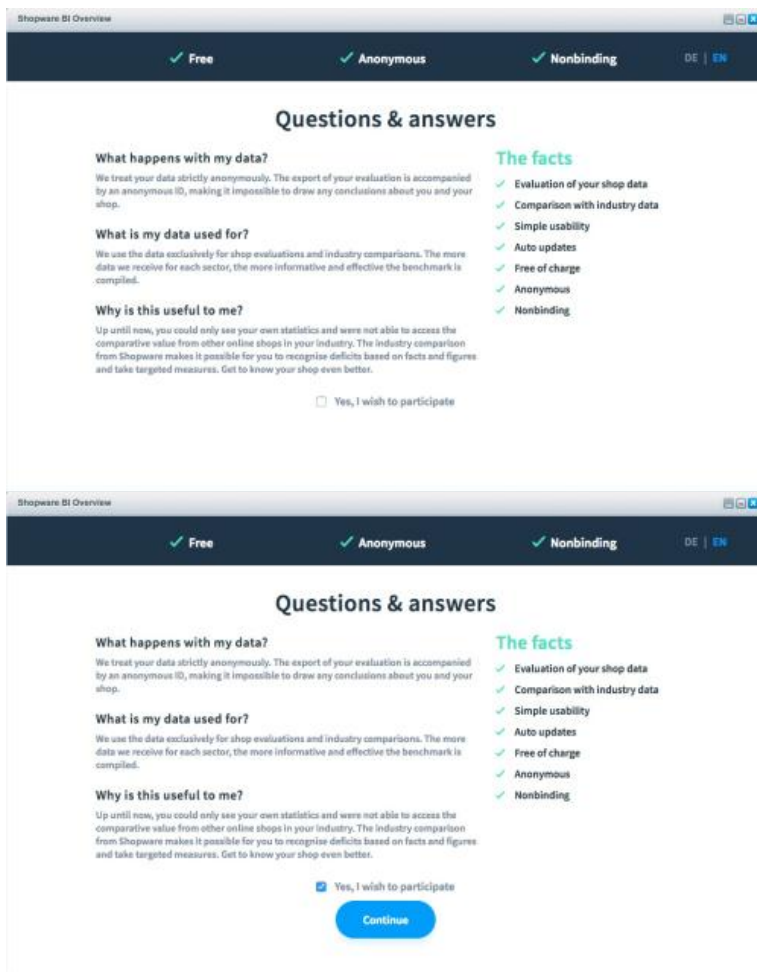 Shopware BI Overview
Free
Anonymous
Nonbinding
DE | EN
Questions & answers
What happens with my data?
We treat your data strictly anonymously. The export of your evaluation is accompanied
by an anonymous ID, making it impossible to draw any conclusions about you and your
shop.
What is my data used for?
We use the data exclusively for shop evaluations and industry comparisons. The more
data we receive for each sector, the more informative and effective the benchmark is
compiled.
Why is this useful to me?
Up until now, you could only see your own statistics and were not able to access the
comparative value from other online shops in your industry. The industry comparison
from Shopware makes it possible for you to recognise deficits based on facts and figures
and take targeted measures. Get to know your shop even better.
The facts
Evaluation of your shop data
Comparison with industry data
Simple usability
Auto updates
Free of charge
Anonymous
Nonbinding
Yes, I wish to participate
Shopware BI Overview
Free
Anonymous
Nonbinding
DE | EN
Questions & answers
What happens with my data?
We treat your data strictly anonymously. The export of your evaluation is accompanied
by an anonymous ID, making it impossible to draw any conclusions about you and your
shop.
What is my data used for?
We use the data exclusively for shop evaluations and industry comparisons. The more
data we receive for each sector, the more informative and effective the benchmark is
compiled.
Why is this useful to me?
Up until now, you could only see your own statistics and were not able to access the
comparative value from other online shops in your industry. The industry comparison
from Shopware makes it possible for you to recognise deficits based on facts and figures
and take targeted measures. Get to know your shop even better.
The facts
Evaluation of your shop data
Comparison with industry data
Simple usability
Auto updates
Free of charge
Anonymous
Nonbinding
Yes, I wish to participate
Continue